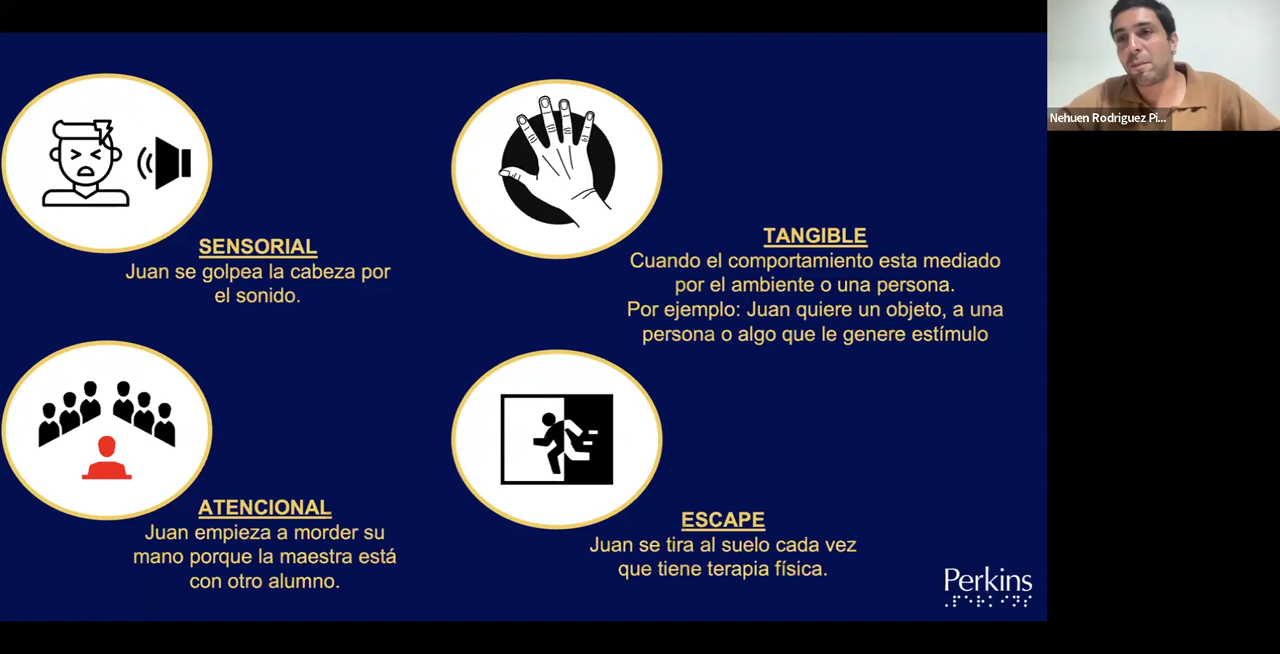 SENSORIAL
Juan se golpea la cabeza por
el sonido.
TANGIBLE
Cuando el comportamiento esta mediado
por el ambiente o una persona.
Por ejemplo: Juan quiere un objeto, a una
persona o algo que le genere estímulo
ATENCIONAL
Juan empieza a morder su
mano porque la maestra está
con otro alumno.
ESCAPE
Juan se tira al suelo cada vez
que tiene terapia física.
Perkins
Nehuen Rodriguez Pi...